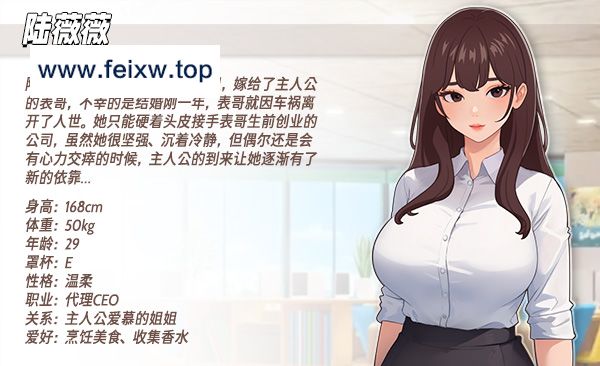 陆薇薇
www.feixw.top
，嫁给了主人公
的表哥，不幸的是结婚刚一年，表哥就因车祸离
开了人世。她只能硬着头皮接手表哥生前创业的
公司，虽然她很坚强、沉着冷静，但偶尔还是会
有心力交瘁的时候，主人公的到来让她逐渐有了
新的依靠...
身高：168cm
体重：50kg
年龄：29
罩杯：E
性格：温柔
职业：代理CEO
关系：主人公爱慕的姐姐
爱好：烹饪美食、收集香水